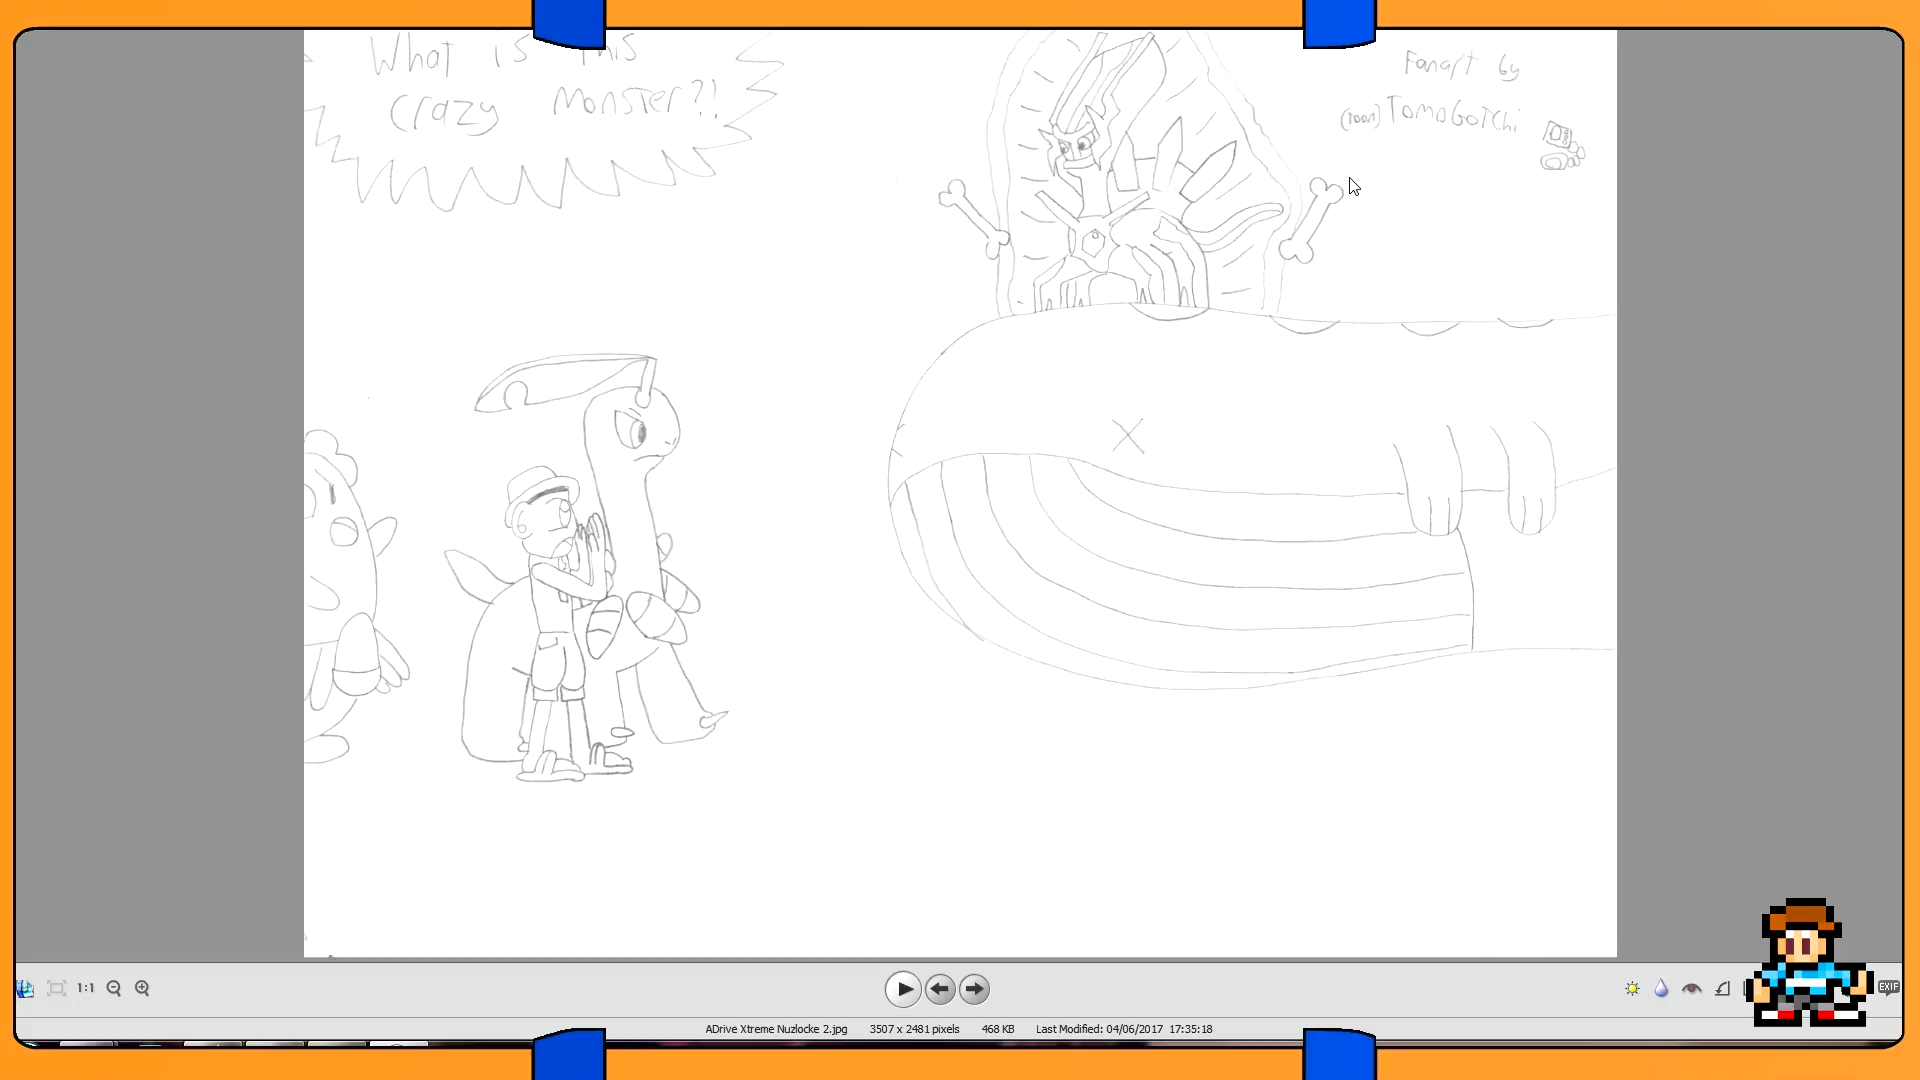 What is this
crazy Monster?!
Fanart by
(Toon) TomoGoTchi
1:1
EXIF
ADrive Xtreme Nuzlocke 2.jpg 3507 x 2481 pixels 468 KB Last Modified: 04/06/2017 17:35:18